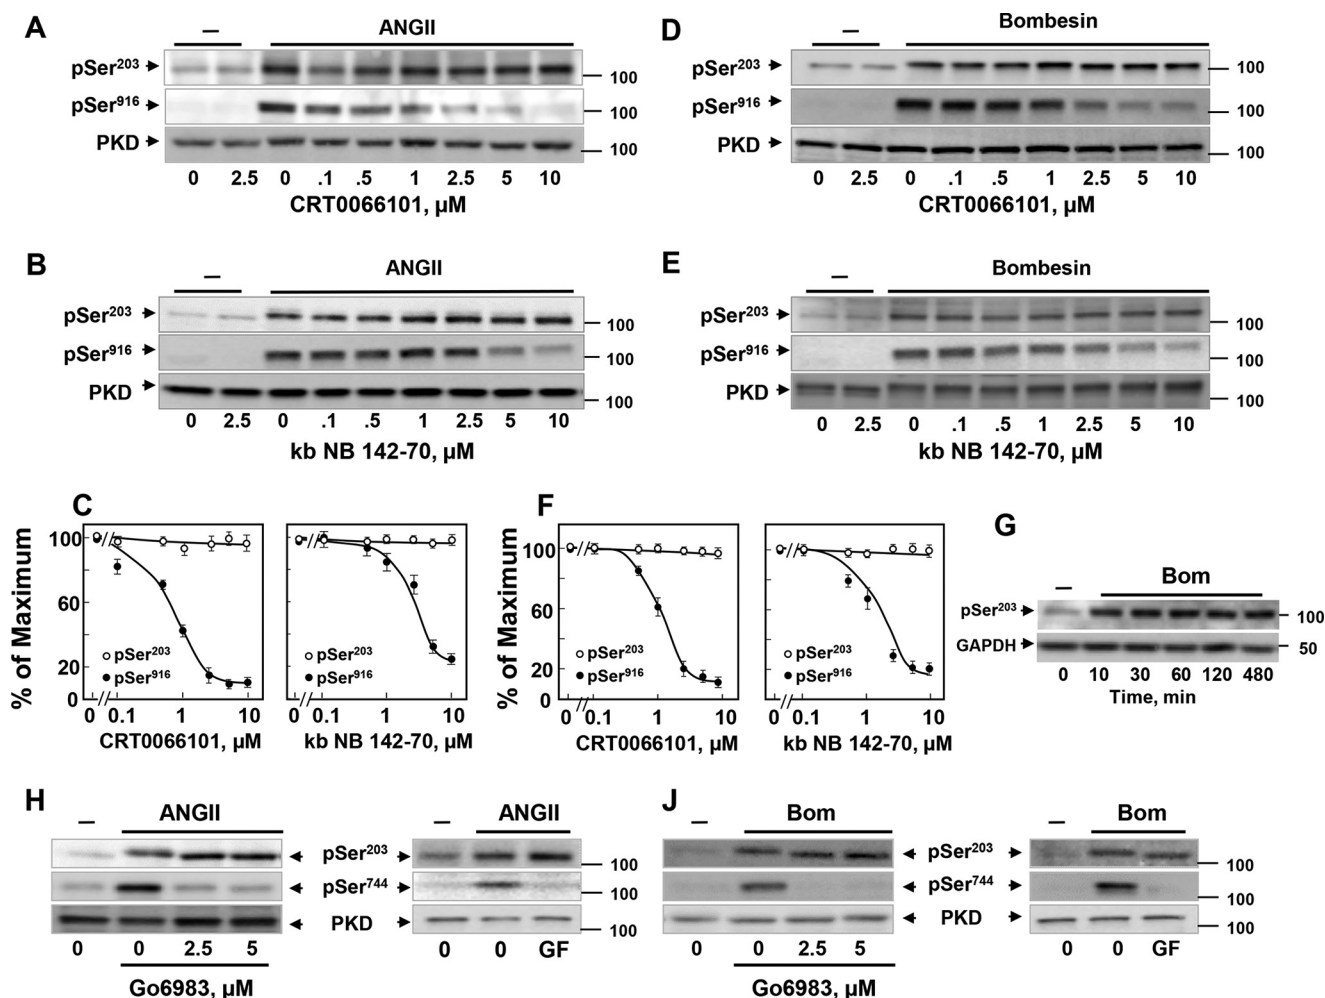 A
ANGII
–
pSer203
100
pSer916
100
PKD
100
0 2.5 0 .1 .5 1 2.5 5 10
CRT0066101, µM
D
Bombesin
–
pSer203
100
pSer916
100
PKD
100
0 2.5 0 .1 .5 1 2.5 5 10
CRT0066101, µM
B
ANGII
–
pSer203
100
pSer916
100
PKD
100
0 2.5 0 .1 .5 1 2.5 5 10
kb NB 142-70, µM
E
Bombesin
–
pSer203
100
pSer916
100
PKD
100
0 2.5 0 .1 .5 1 2.5 5 10
kb NB 142-70, µM
C
% of Maximum
100
60
20
0
pSer203
pSer916
0 0.1 1 10
CRT0066101, µM
pSer203
pSer916
0 0.1 1 10
kb NB 142-70, µM
F
% of Maximum
100
60
20
0
pSer203
pSer916
0 0.1 1 10
CRT0066101, µM
pSer203
pSer916
0 0.1 1 10
kb NB 142-70, µM
G
Bom
–
pSer203
100
GAPDH
50
0 10 30 60 120 480
Time, min
H
ANGII
–
ANGII
–
pSer203
100
pSer744
100
PKD
100
0 0 2.5 5
Go6983, µM
0 0 GF
J
Bom
–
Bom
–
pSer203
100
pSer744
100
PKD
100
0 0 2.5 5
Go6983, µM
0 0 GF